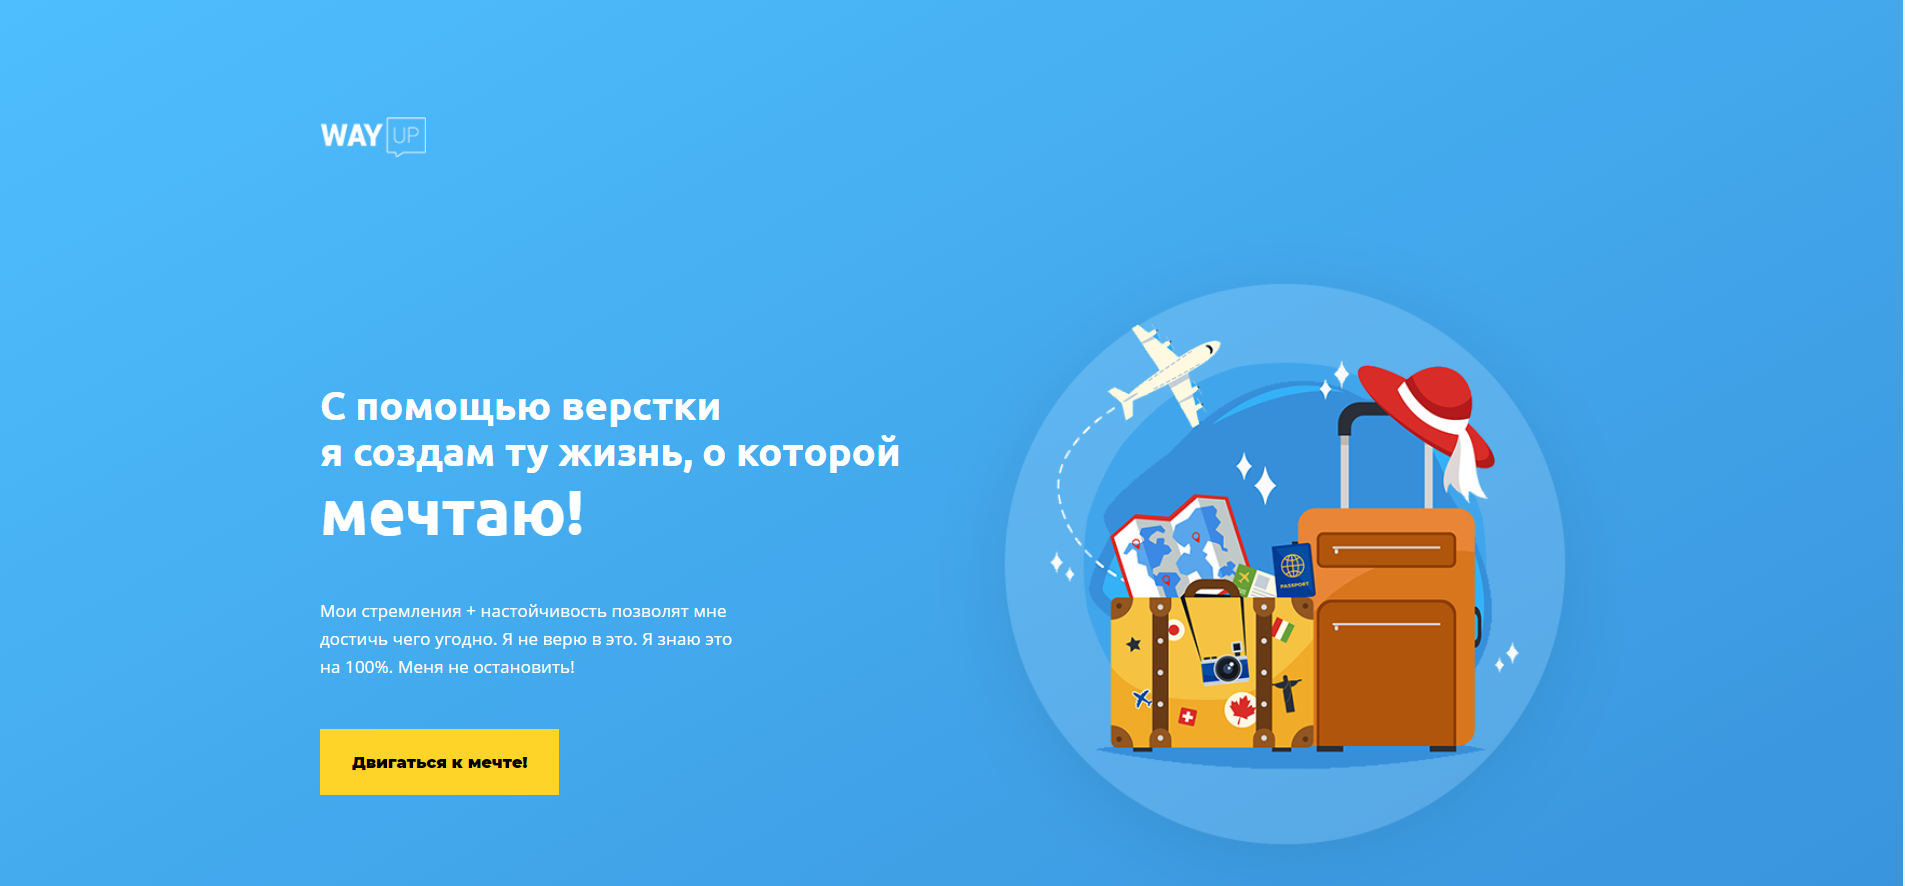 WAY UP
С помощью верстки
я создам ту жизнь, о которой
мечтаю!
Мои стремления + настойчивость позволят мне
достичь чего угодно. Я не верю в это. Я знаю это
на 100%. Меня не остановить!
Двигаться к мечте!
PASSPORT